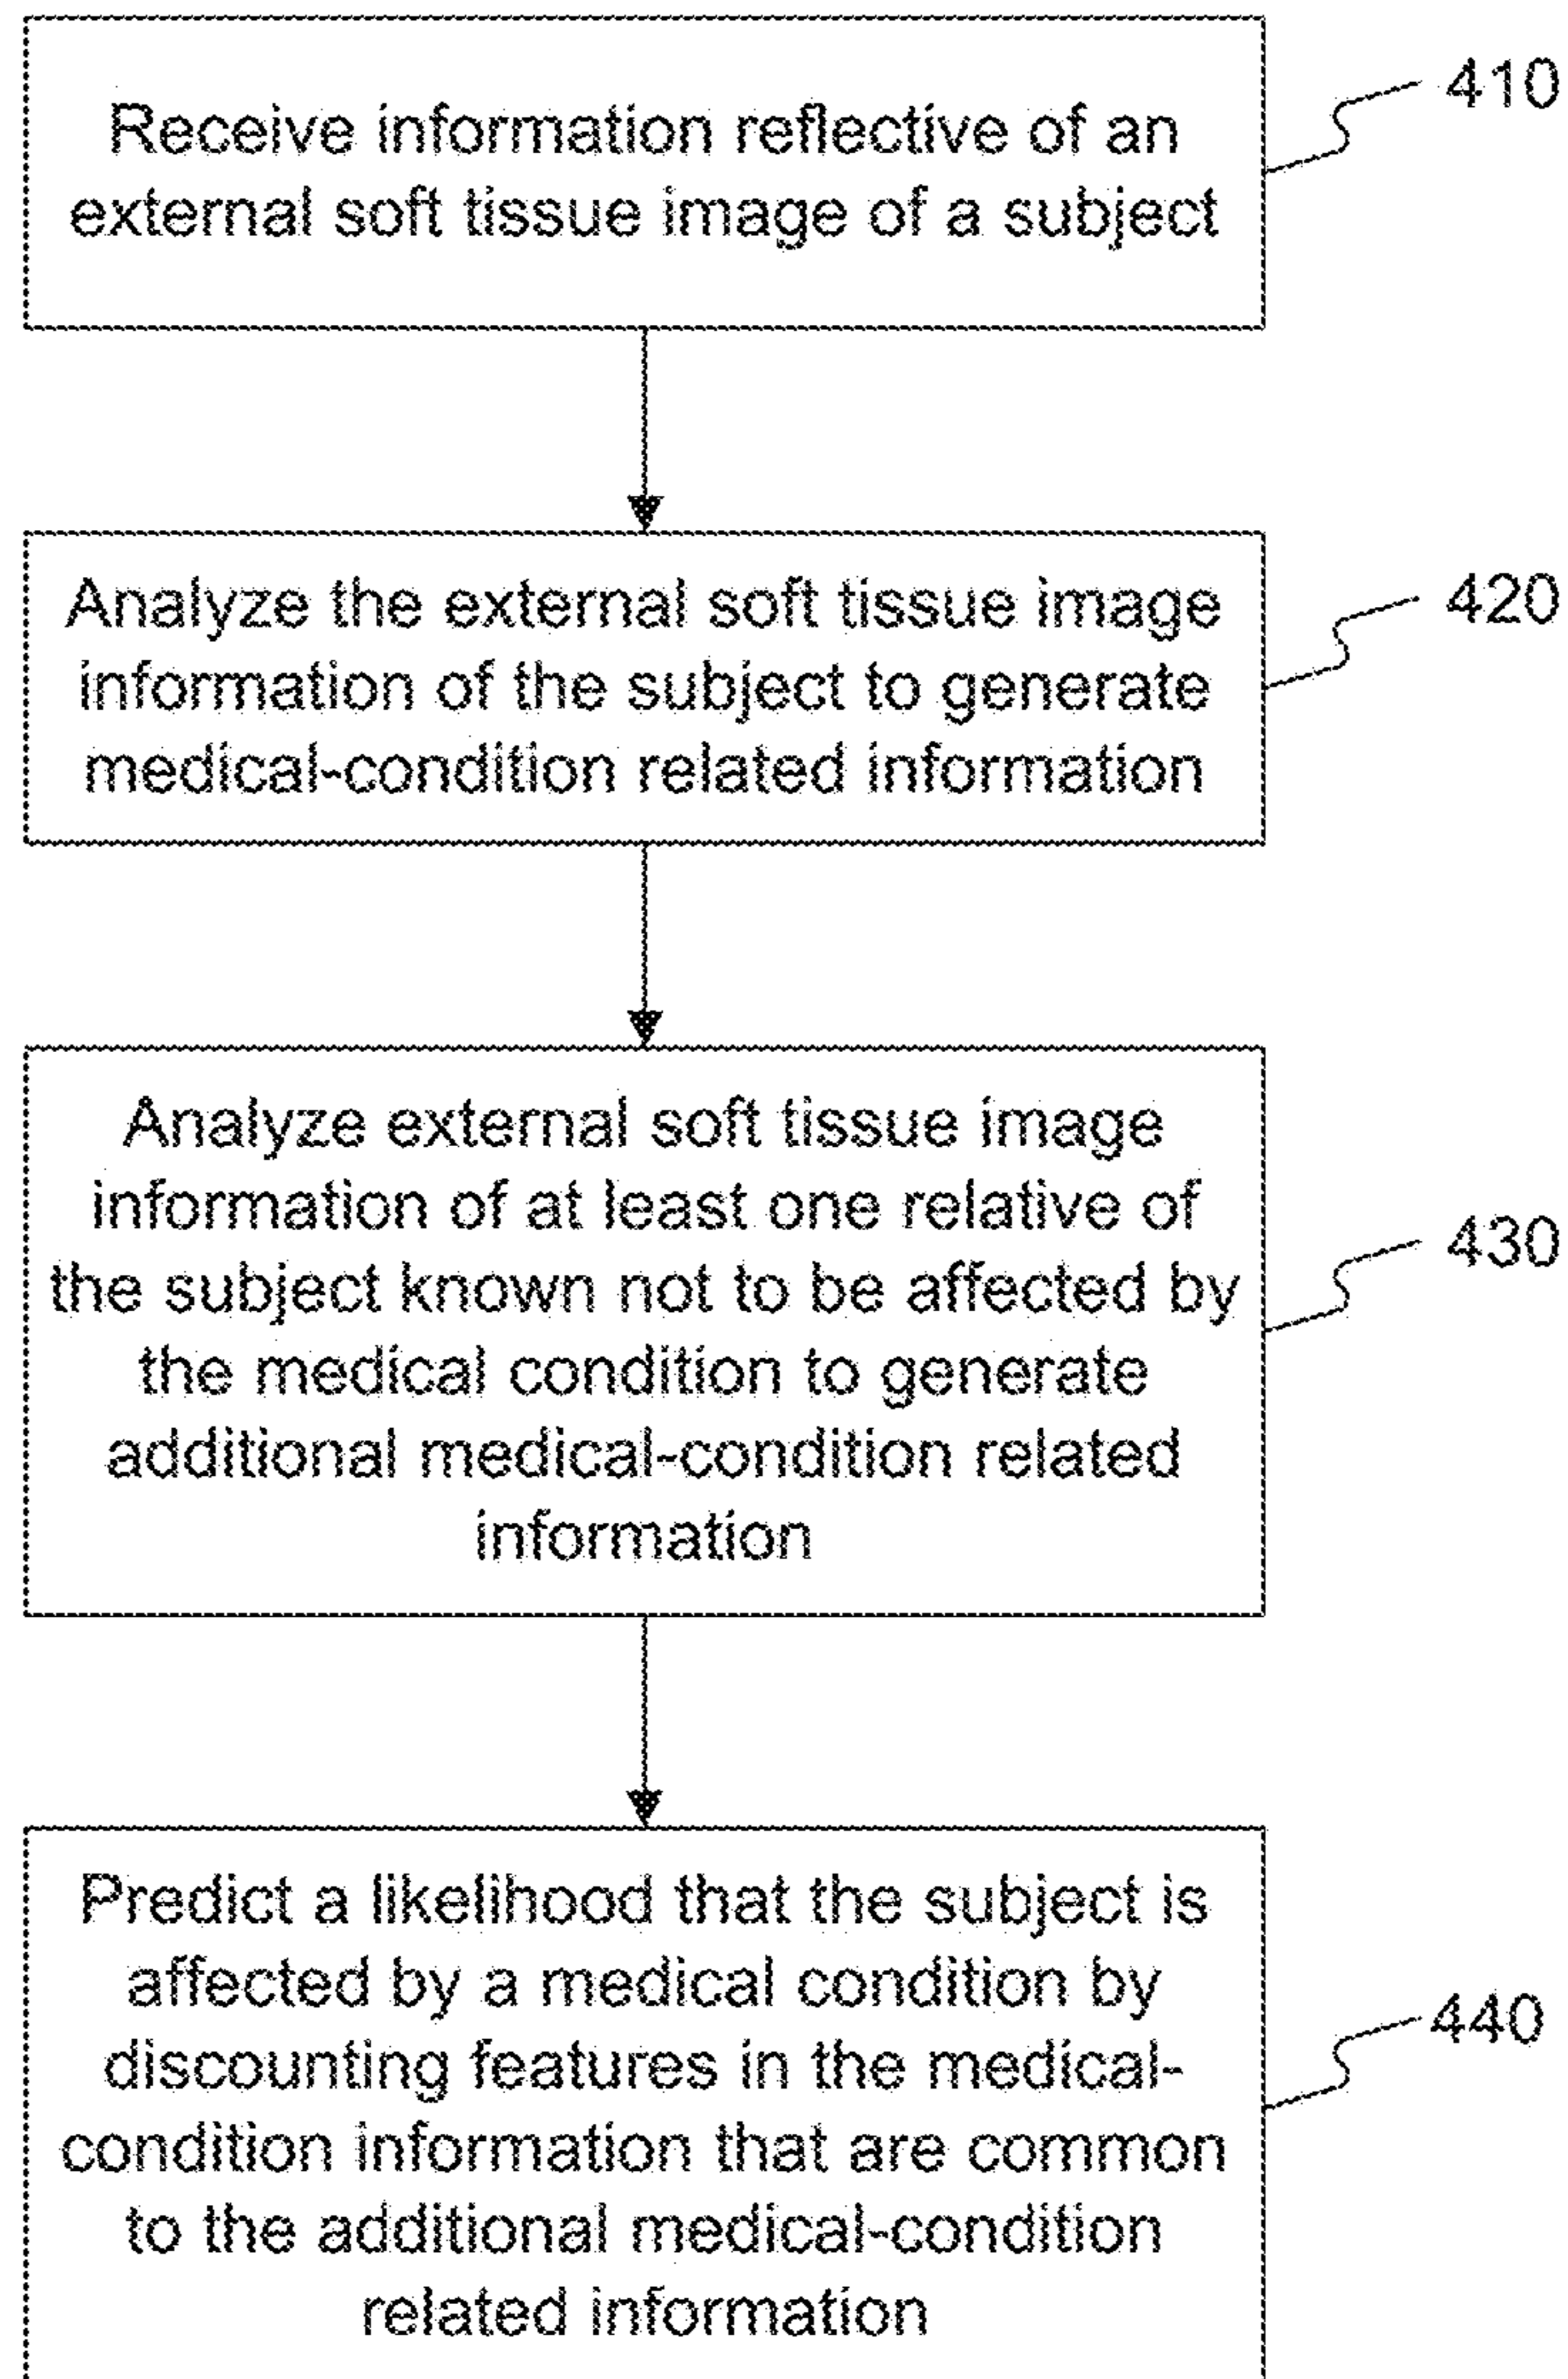 Receive information reflective of an
external soft tissue image of a subject
410
Analyze the external soft tissue image
information of the subject to generate
medical-condition related information
420
Analyze external soft tissue image
information of at least one relative of
the subject known not to be affected by
the medical condition to generate
additional medical-condition related
information
430
Predict a likelihood that the subject is
affected by a medical condition by
discounting features in the medical-
condition information that are common
to the additional medical-condition
related information
440